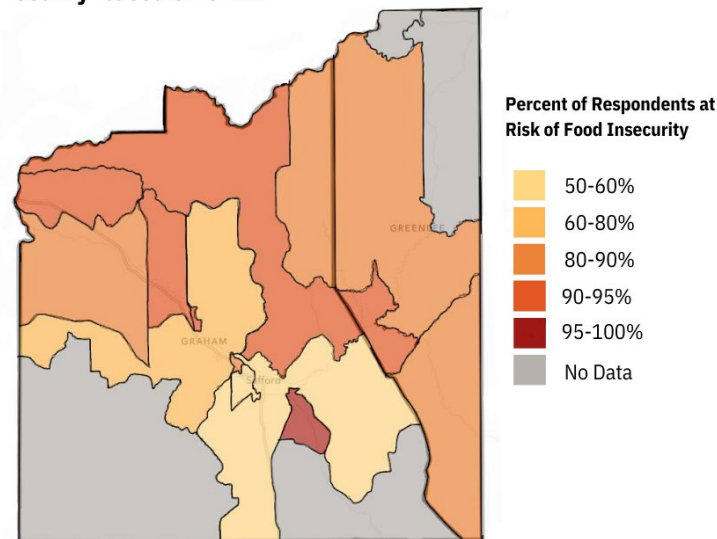 Percent of Respondents at
Risk of Food Insecurity
50-60%
60-80%
80-90%
90-95%
95-100%
No Data
GREENLEE
GRAHAM
Safford